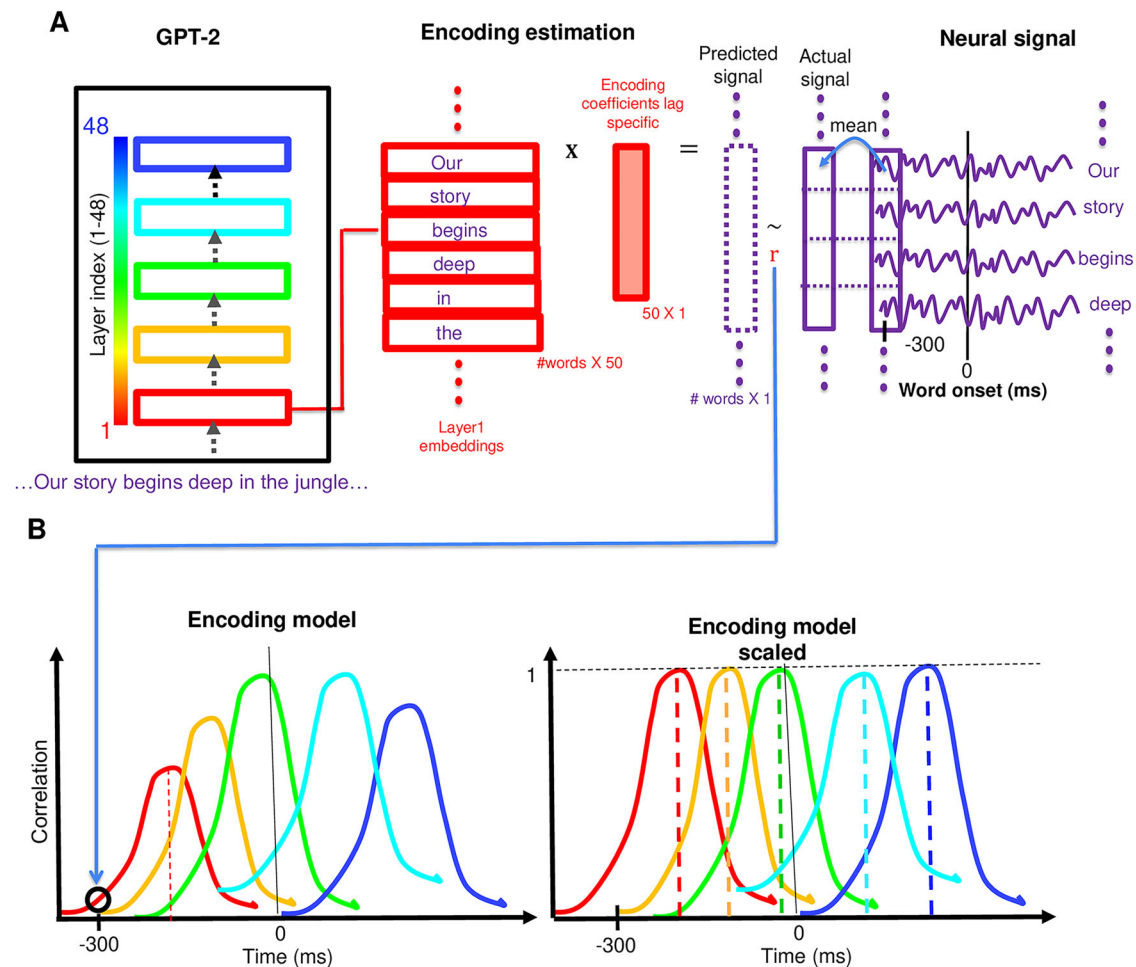 A
GPT-2
Encoding estimation
Neural signal
Predicted
signal
Actual
signal
Encoding
coefficients lag
specific
mean
48
Layer index (1-48)
1
Our
story
begins
deep
in
the
x
=
~
r
50 X 1
#words X 50
# words X 1
Layer1
embeddings
Our
story
begins
deep
-300
0
Word onset (ms)
…Our story begins deep in the jungle…
B
Encoding model
Correlation
-300
0
Time (ms)
Encoding model
scaled
1
-300
0
Time (ms)